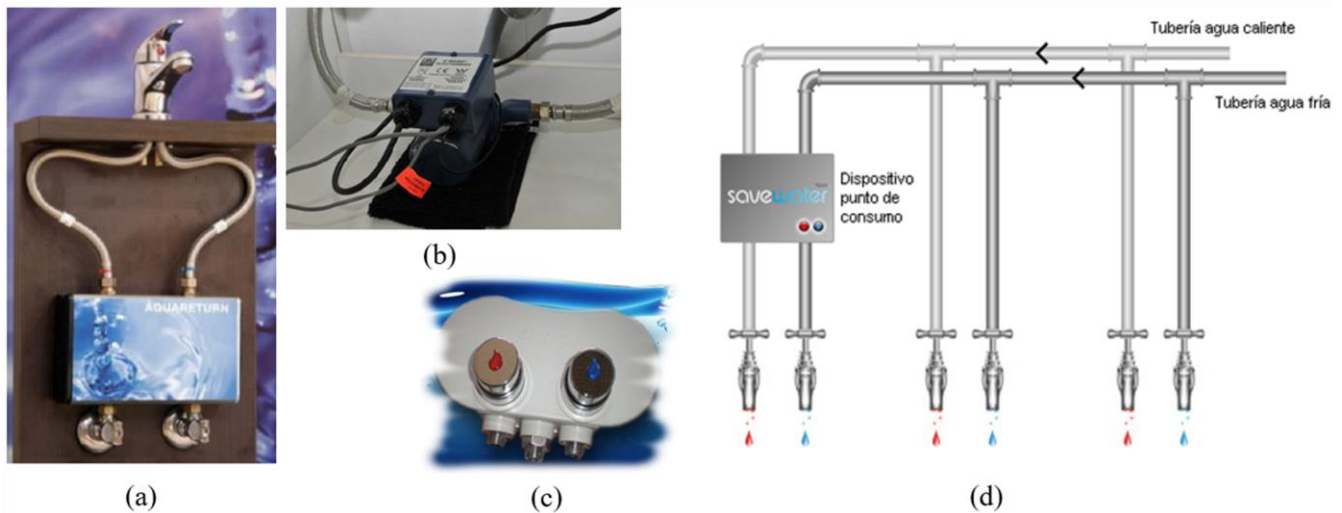 AQUARETURN
(a)
(b)
(c)
Tubería agua caliente
Tubería agua fría
savewater
Dispositivo
punto de
consumo
(d)